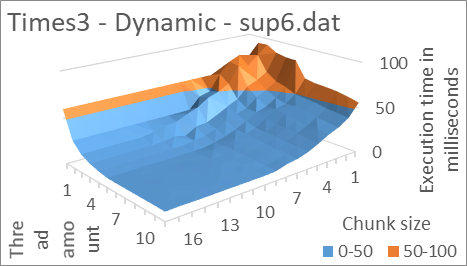 Times3 - Dynamic - sup6.dat
100
50
0
Execution time in
milliseconds
1
4
7
10
Thre
ad
amo
unt
16
13
10
7
4
1
Chunk size
0-50
50-100